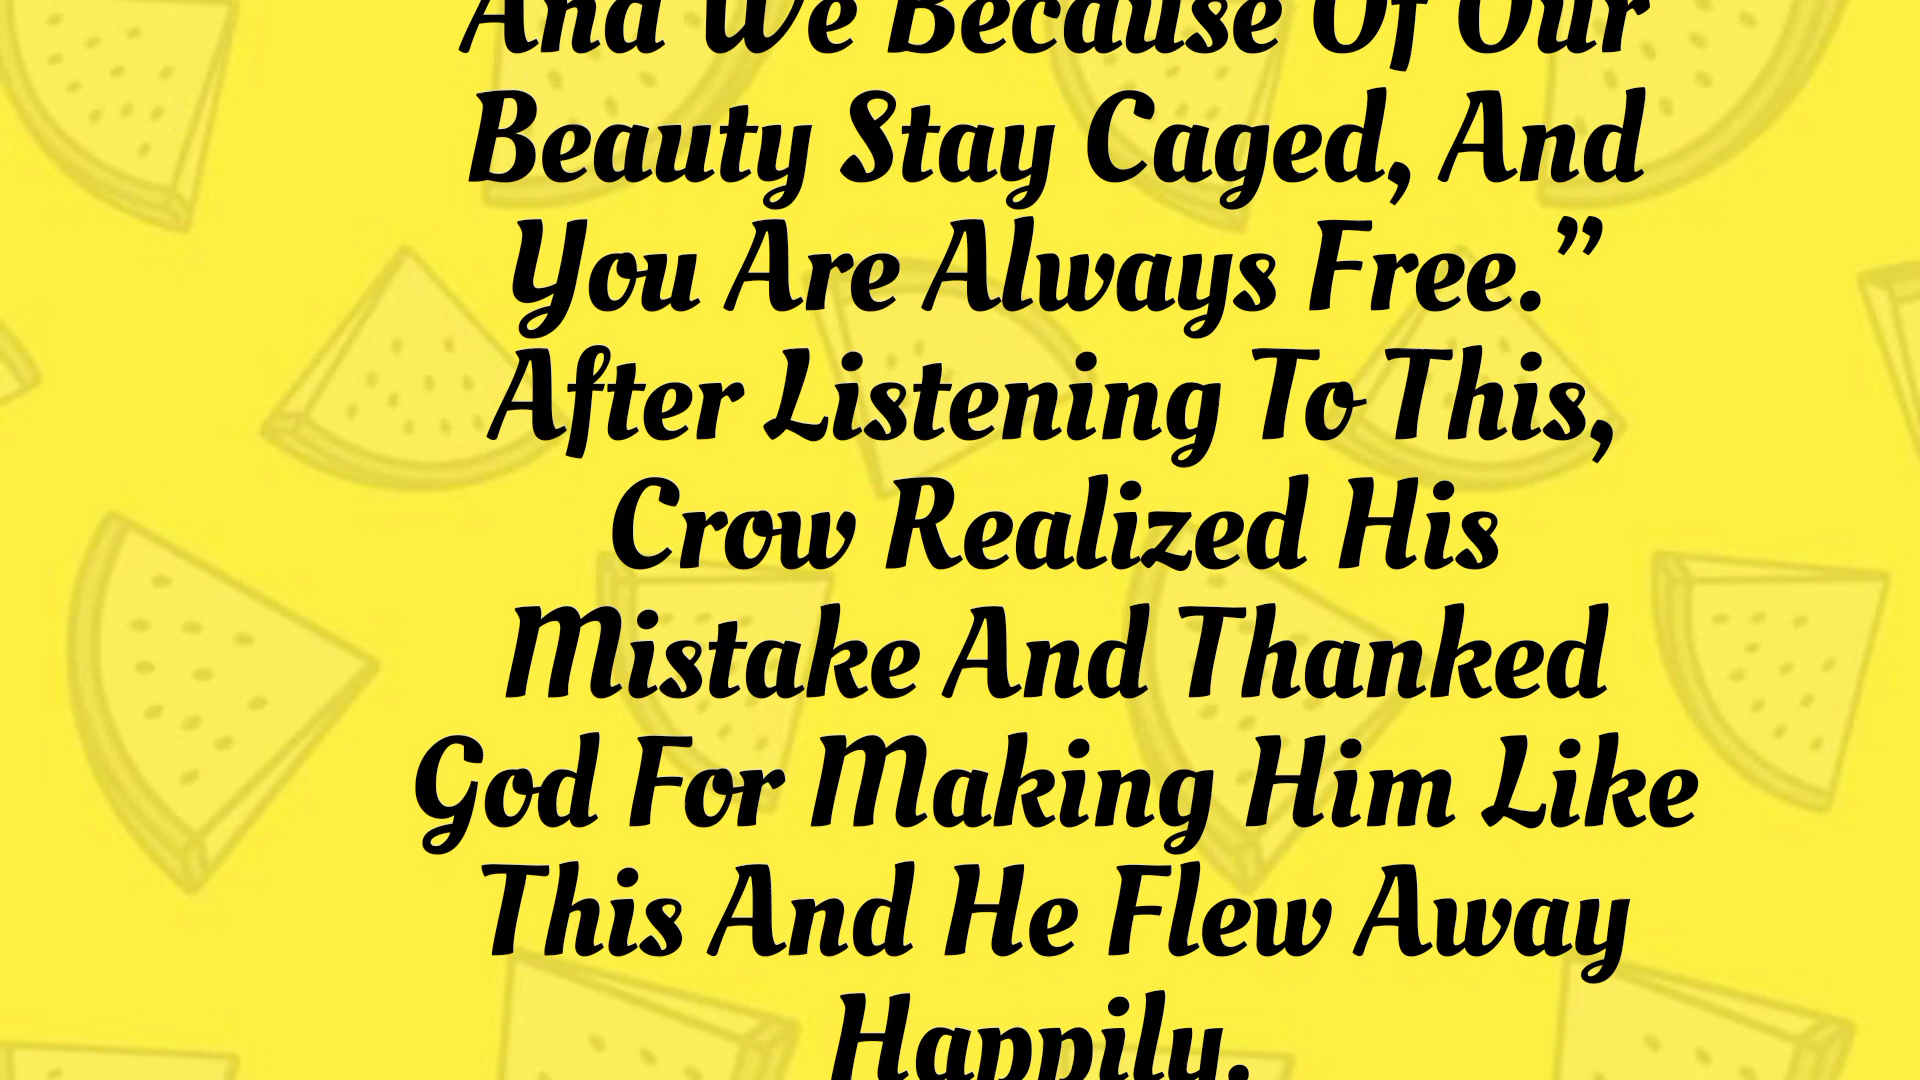 And We Because Of Our
Beauty Stay Caged, And
You Are Always Free.”
After Listening To This,
Crow Realized His
Mistake And Thanked
God For Making Him Like
This And He Flew Away
Happily.